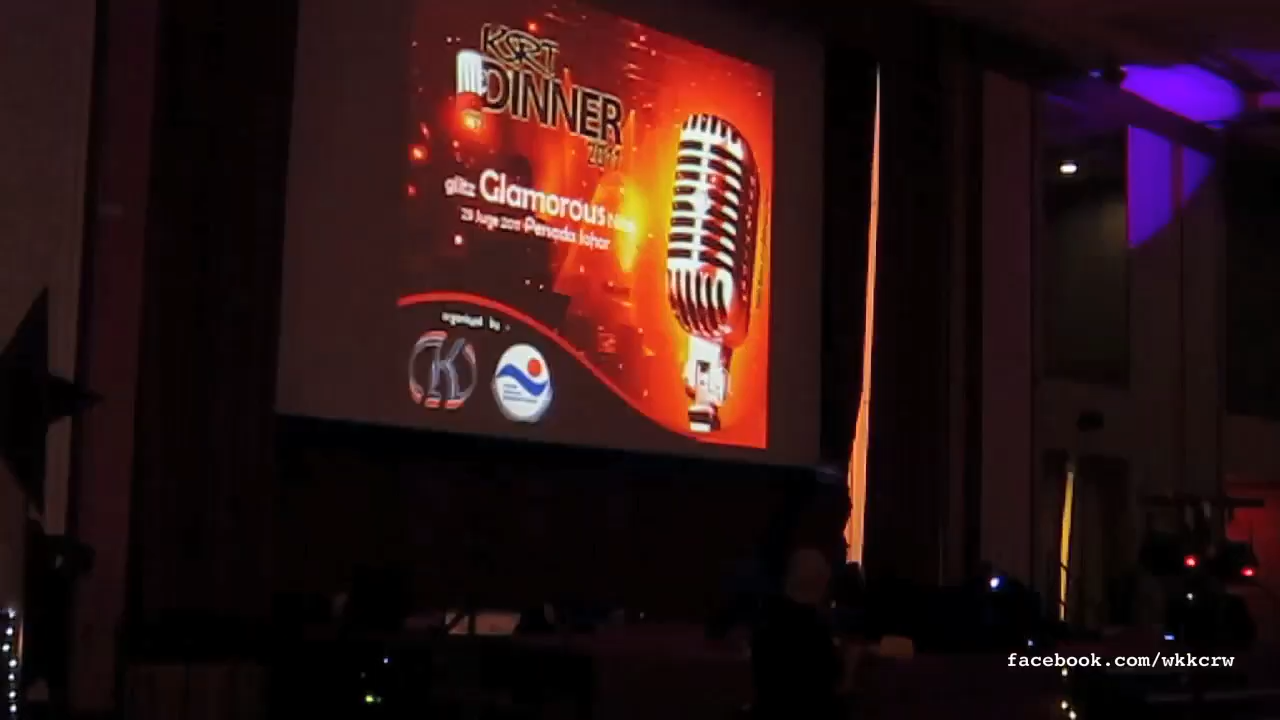 KSRT
DINNER
2011
glitz Glamorous
Persada Johor
organised by
K
facebook.com/wkkcrw